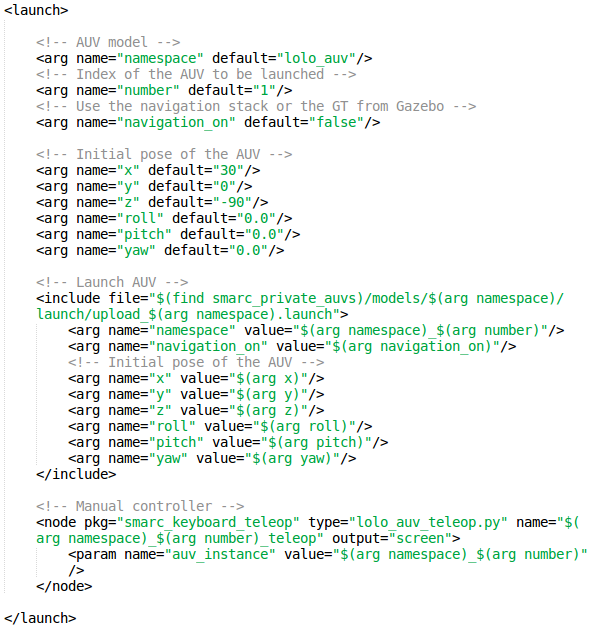 <launch>
<!-- AUV model -->
<arg name="namespace" default="lolo_auv"/>
<!-- Index of the AUV to be launched -->
<arg name="number" default="1"/>
<!-- Use the navigation stack or the GT from Gazebo -->
<arg name="navigation_on" default="false"/>
<!-- Initial pose of the AUV -->
<arg name="x" default="30"/>
<arg name="y" default="0"/>
<arg name="z" default="-90"/>
<arg name="roll" default="0.0"/>
<arg name="pitch" default="0.0"/>
<arg name="yaw" default="0.0"/>
<!-- Launch AUV -->
<include file="$(find smarc_private_auvs)/models/$(arg namespace)/
launch/upload_$(arg namespace).launch">
<arg name="namespace" value="$(arg namespace)_$(arg number)"/>
<arg name="navigation_on" value="$(arg navigation_on)"/>
<!-- Initial pose of the AUV -->
<arg name="x" value="$(arg x)"/>
<arg name="y" value="$(arg y)"/>
<arg name="z" value="$(arg z)"/>
<arg name="roll" value="$(arg roll)"/>
<arg name="pitch" value="$(arg pitch)"/>
<arg name="yaw" value="$(arg yaw)"/>
</include>
<!-- Manual controller -->
<node pkg="smarc_keyboard_teleop" type="lolo_auv_teleop.py" name="$(
arg namespace)_$(arg number)_teleop" output="screen">
<param name="auv_instance" value="$(arg namespace)_$(arg number)"
/>
</node>
</launch>